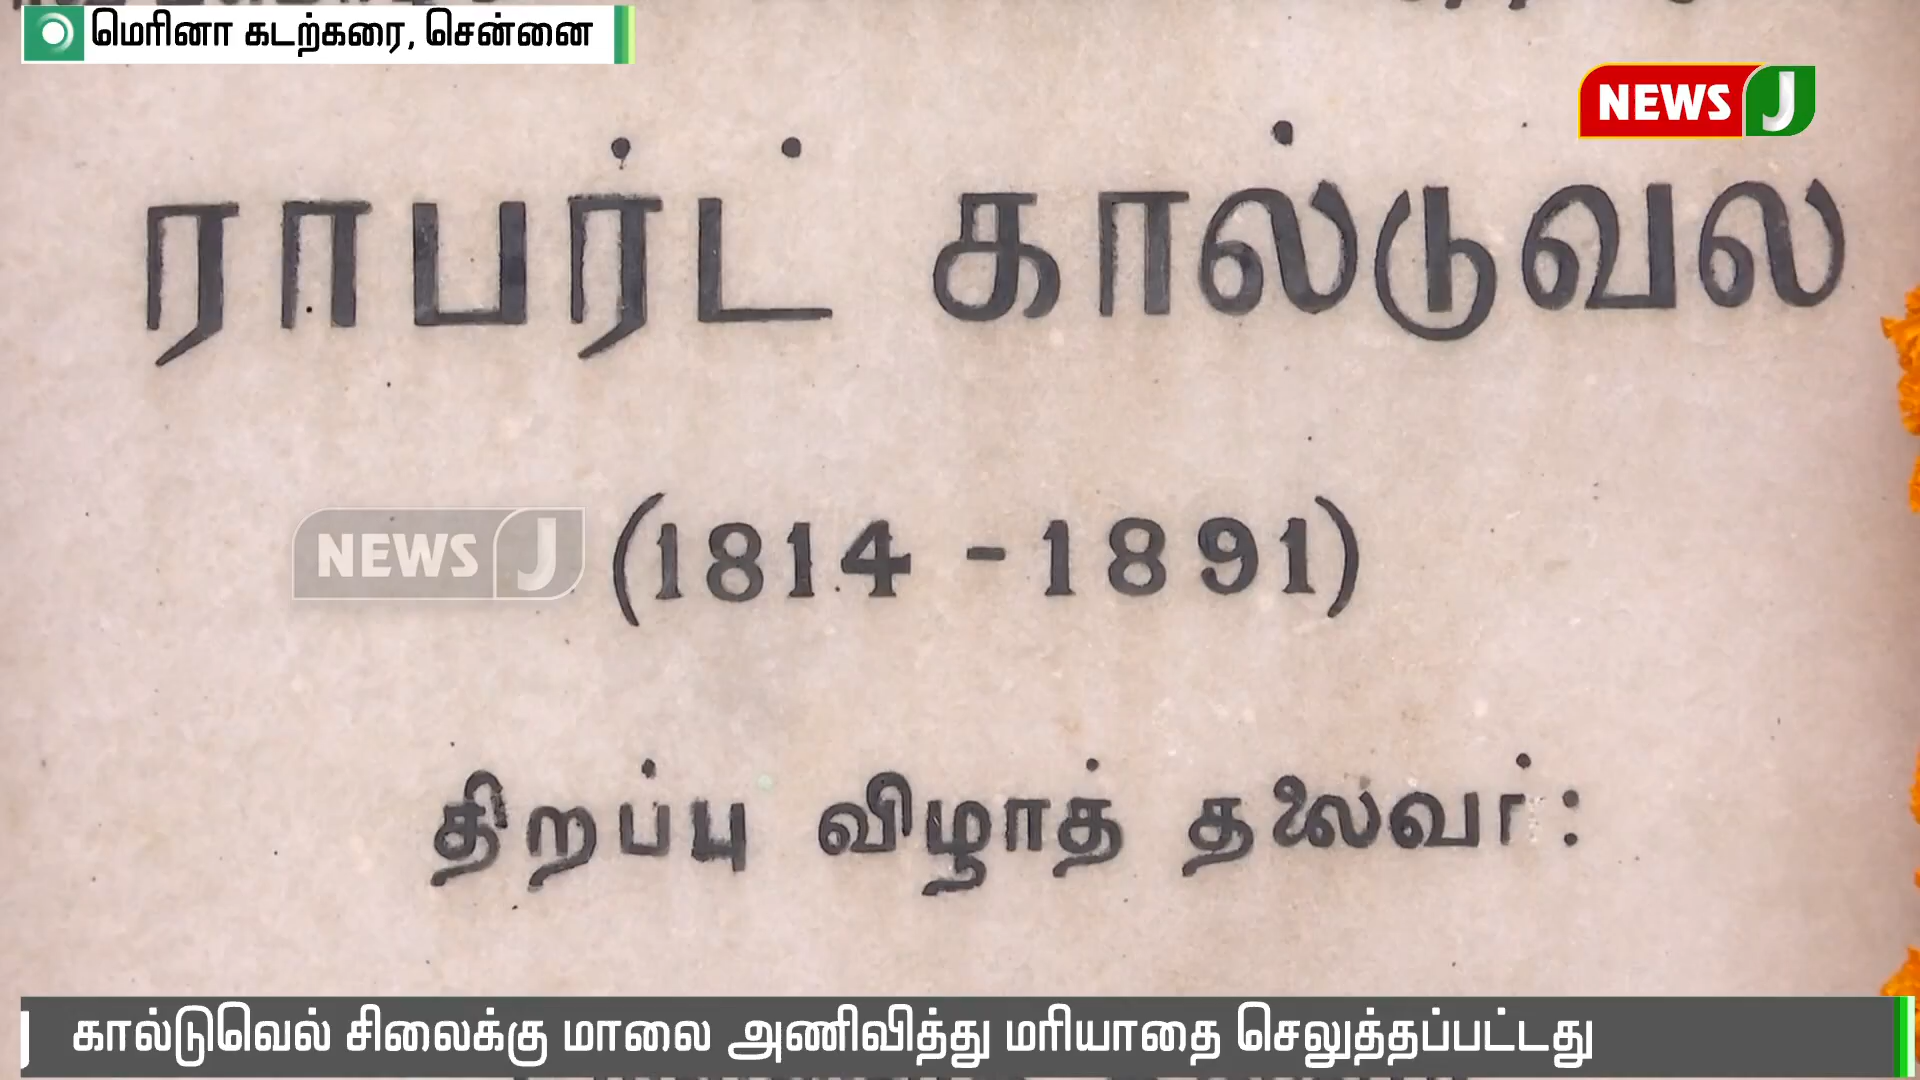 மெரினா கடற்கரை, சென்னை
NEWS J
ராபர்ட் கால்டுவல
NEWS J
(1814 - 1891)
திறப்பு விழாத் தலைவர்:
கால்டுவெல் சிலைக்கு மாலை அணிவித்து மரியாதை செலுத்தப்பட்டது